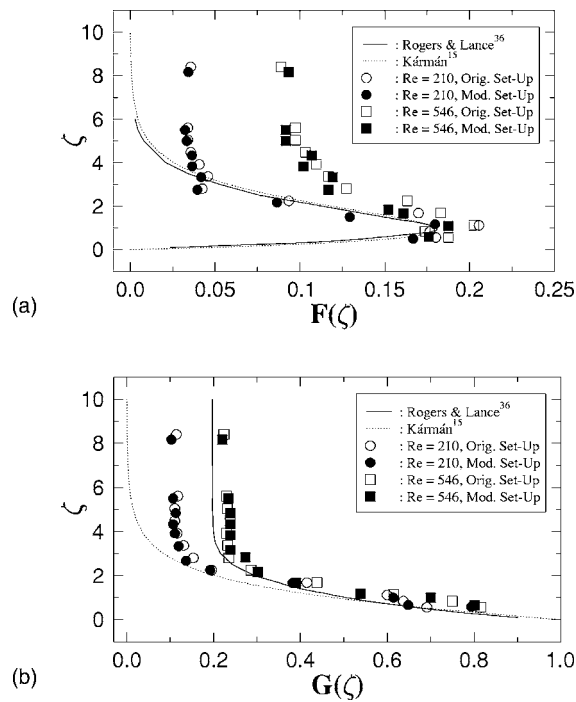 10
8
6
4
2
0
ζ
: Rogers & Lance36
: Kármán15
: Re = 210, Orig. Set-Up
: Re = 210, Mod. Set-Up
: Re = 546, Orig. Set-Up
: Re = 546, Mod. Set-Up
0.0 0.05 0.1 0.15 0.2 0.25
(a)
F(ζ)
10
8
6
4
2
0
ζ
: Rogers & Lance36
: Kármán15
: Re = 210, Orig. Set-Up
: Re = 210, Mod. Set-Up
: Re = 546, Orig. Set-Up
: Re = 546, Mod. Set-Up
0.0 0.2 0.4 0.6 0.8 1.0
(b)
G(ζ)